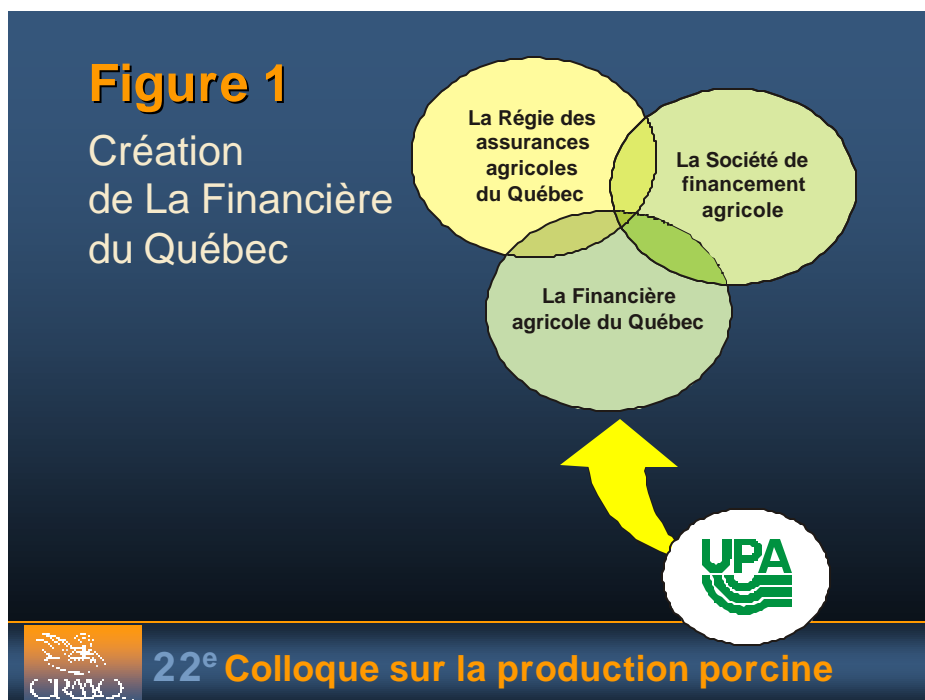 Figure 1
Création
de La Financière
du Québec
La Régie des
assurances
agricoles
du Québec
La Société de
financement
agricole
La Financière
agricole du Québec
UPA
CRAAQ
22e Colloque sur la production porcine